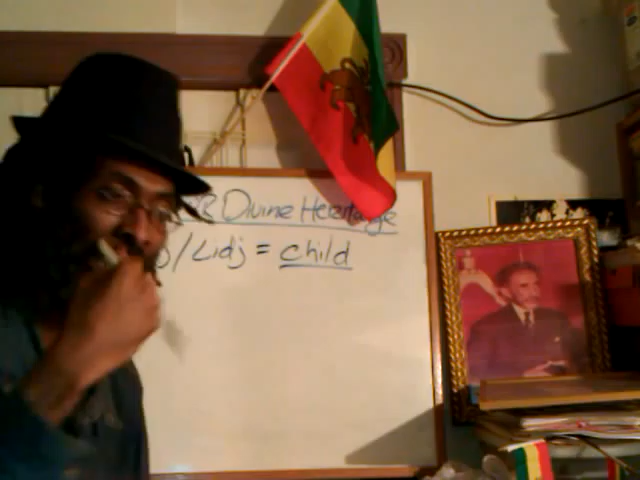 Divine Heritage
/Lidj = child